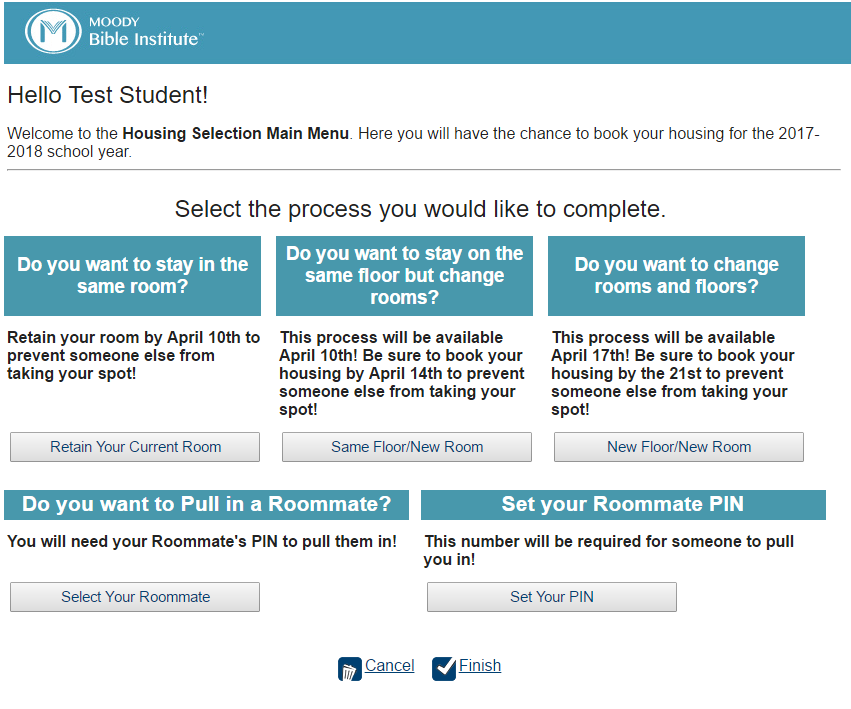 MOODY
Bible Institute™
Hello Test Student!
Welcome to the Housing Selection Main Menu. Here you will have the chance to book your housing for the 2017-
2018 school year.
Select the process you would like to complete.
Do you want to stay in the
same room?
Retain your room by April 10th to
prevent someone else from
taking your spot!
Retain Your Current Room
Do you want to stay on the
same floor but change
rooms?
This process will be available
April 10th! Be sure to book your
housing by April 14th to prevent
someone else from taking your
spot!
Same Floor/New Room
Do you want to change
rooms and floors?
This process will be available
April 17th! Be sure to book your
housing by the 21st to prevent
someone else from taking your
spot!
New Floor/New Room
Do you want to Pull in a Roommate?
You will need your Roommate's PIN to pull them in!
Select Your Roommate
Set your Roommate PIN
This number will be required for someone to pull
you in!
Set Your PIN
Cancel
Finish